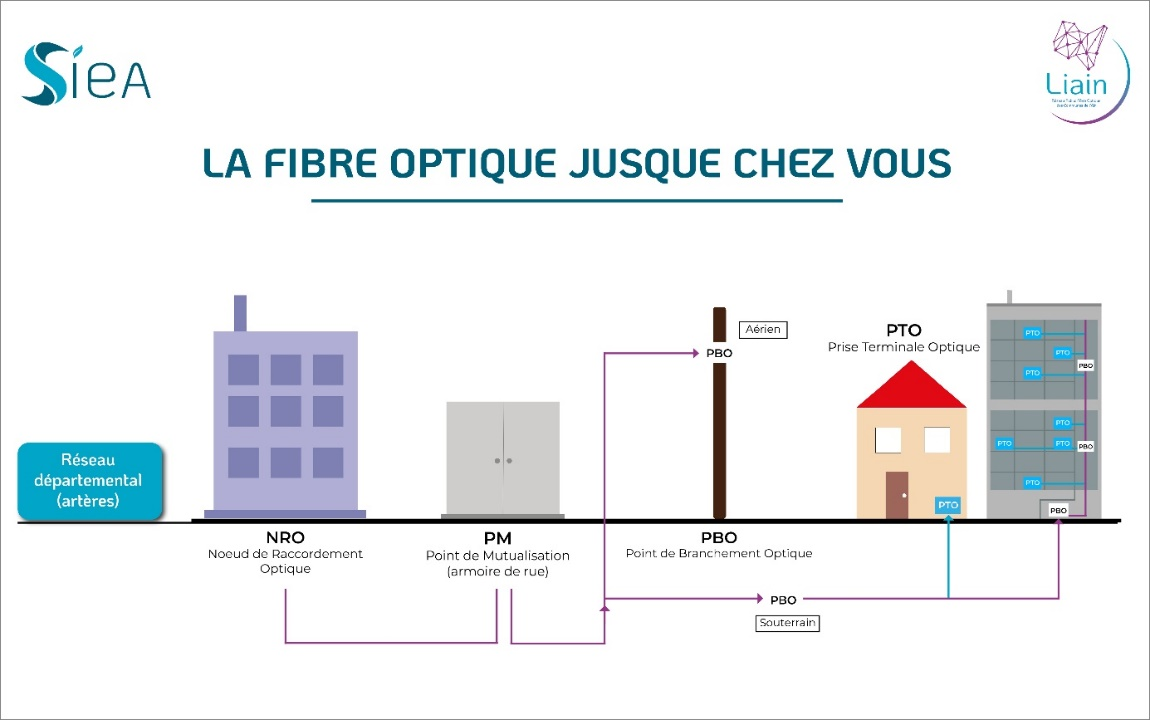 SieA
Liain
LA FIBRE OPTIQUE JUSQUE CHEZ VOUS
Aérien
PBO
PTO
Prise Terminale Optique
PTO
PTO
PBO
PTO
PTO
PTO
PTO
PBO
PTO
PTO
PBO
Réseau
départemental
(artères)
NRO
Noeud de Raccordement
Optique
PM
Point de Mutualisation
(armoire de rue)
PBO
Point de Branchement Optique
PBO
Souterrain